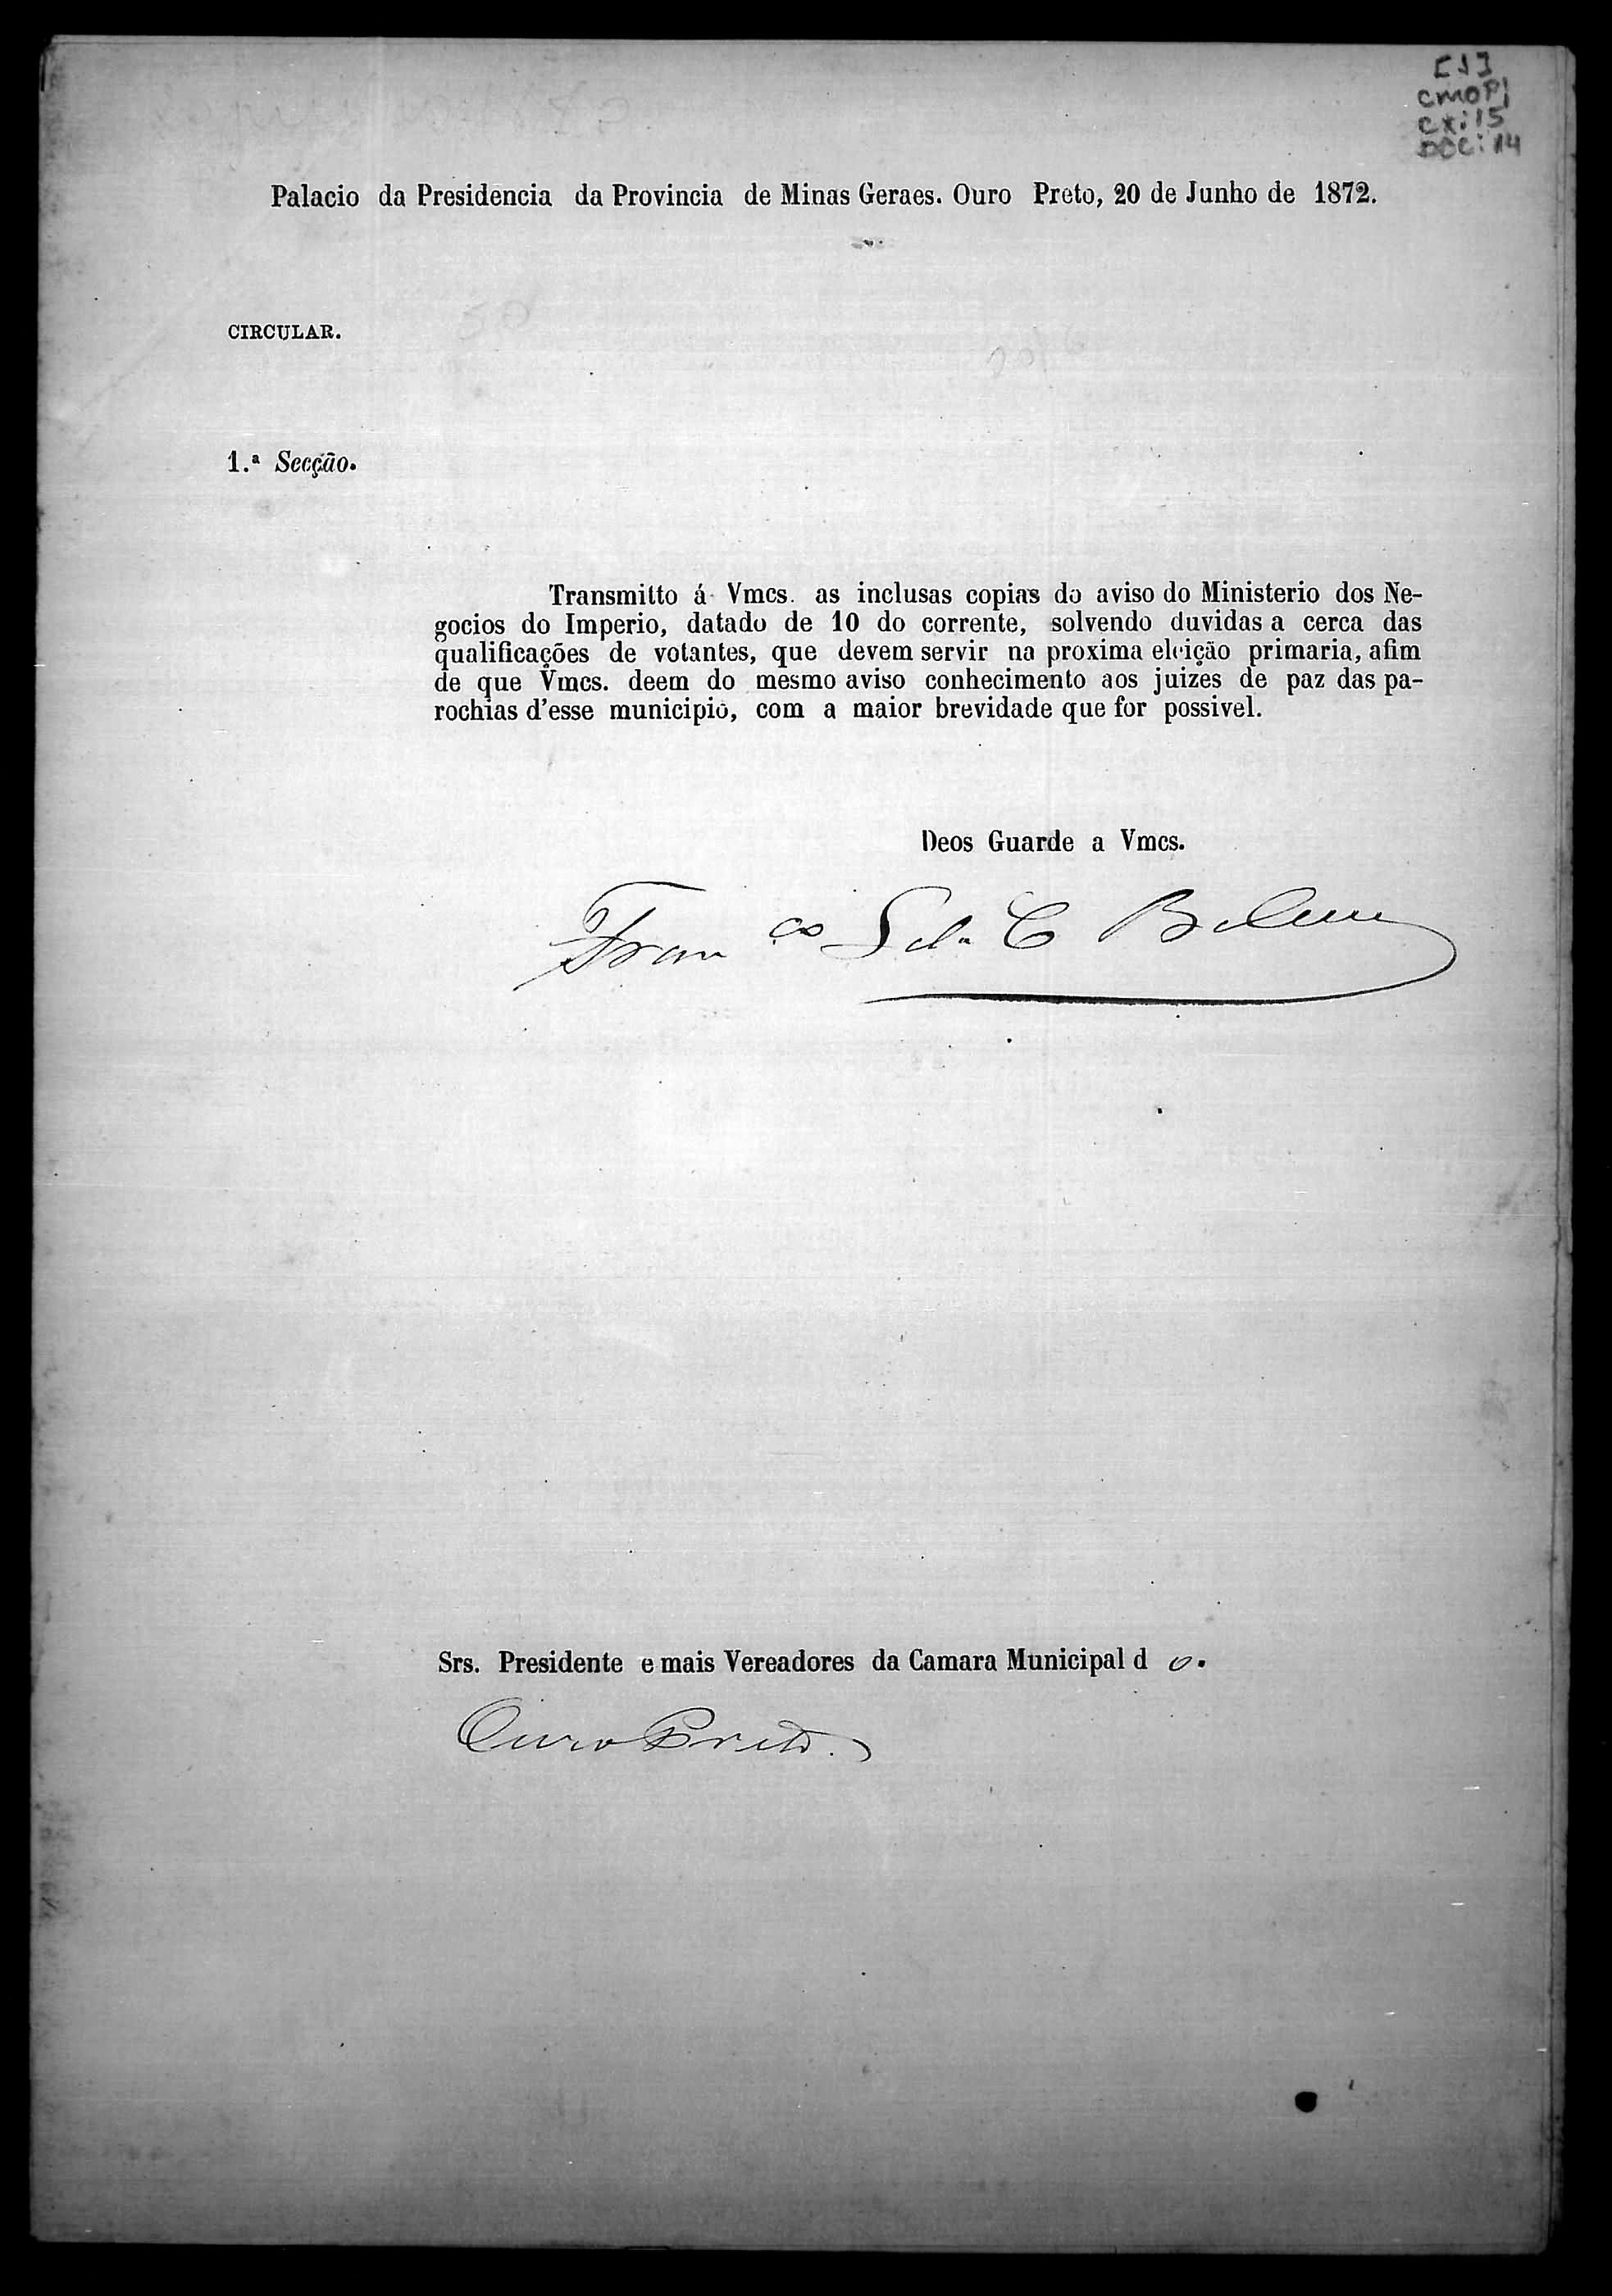 [1]
CMOP|
CX: 15
DOC: 14
Palacio da Presidencia da Provincia de Minas Geraes. Ouro Preto, 20 de Junho de 1872.
CIRCULAR.
1.ª Secção.
Transmitto á Vmcs. as inclusas copias do aviso do Ministerio dos Ne-
gocios do Imperio, datado de 10 do corrente, solvendo duvidas a cerca das
qualificações de votantes, que devem servir na proxima eleição primaria, afim
de que Vmcs. deem do mesmo aviso conhecimento aos juizes de paz das pa-
rochias d'esse municipio, com a maior brevidade que for possivel.
Deos Guarde a Vmcs.
Fran co
Srs. Presidente e mais Vereadores da Camara Municipal d o.
Ouro Preto.